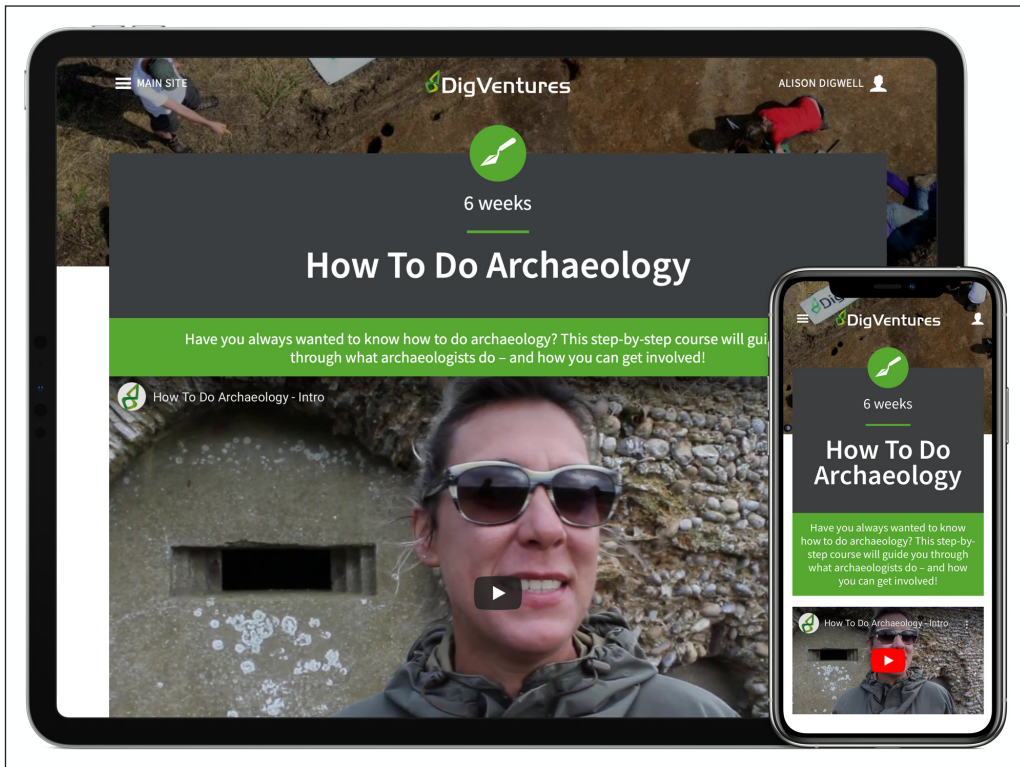 MAIN SITE
DigVentures
ALISON DIGWELL
6 weeks
How To Do Archaeology
Have you always wanted to know how to do archaeology? This step-by-step course will gui
through what archaeologists do – and how you can get involved!
How To Do Archaeology - Intro
Dig
DigVentures
6 weeks
How To Do
Archaeology
Have you always wanted to know
how to do archaeology? This step-by-
step course will guide you through
what archaeologists do – and how
you can get involved!
How To Do Archaeology - Intro